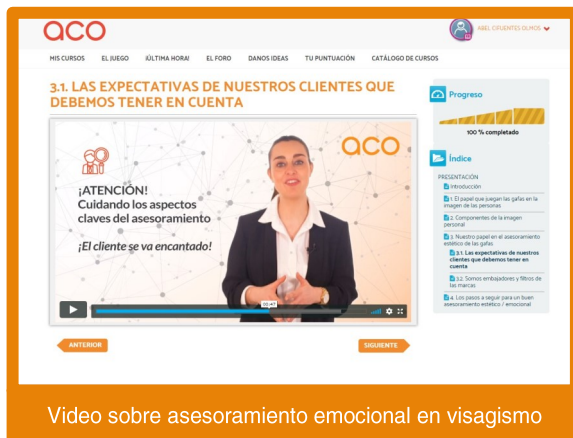 aco
ABEL CIFUENTES OLMOS
MIS CURSOS EL JUEGO ¡ÚLTIMA HORA! EL FORO DANOS IDEAS TU PUNTUACIÓN CATÁLOGO DE CURSOS
3.1. LAS EXPECTATIVAS DE NUESTROS CLIENTES QUE
DEBEMOS TENER EN CUENTA
aco
¡ATENCIÓN!
Cuidando los aspectos
claves del asesoramiento
¡El cliente se va encantado!
01:47
ANTERIOR
SIGUIENTE
Progreso
100 % completado
Índice
PRESENTACIÓN
Introducción
1. El papel que juegan las gafas en la
imagen de las personas
2. Componentes de la imagen
personal
3. Nuestro papel en el asesoramiento
estético de las gafas
3.1. Las expectativas de nuestros
clientes que debemos tener en
cuenta
3.2. Somos embajadores y filtros de
las marcas
4. Los pasos a seguir para un buen
asesoramiento estético / emocional
Video sobre asesoramiento emocional en visagismo